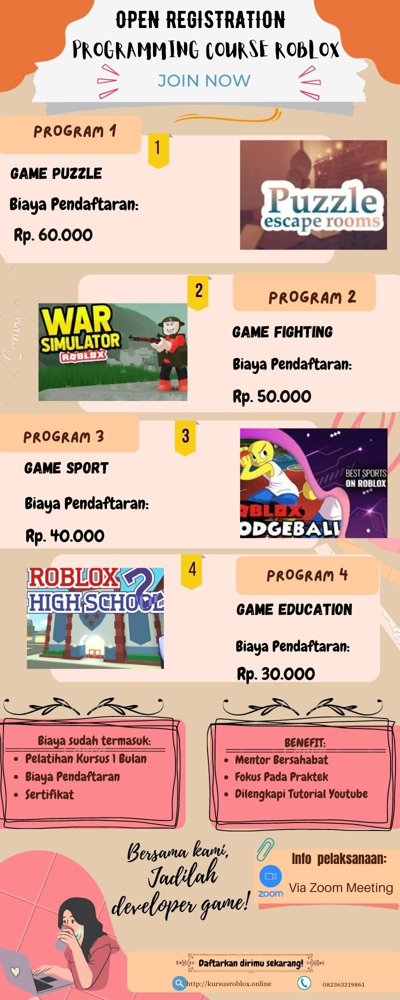 OPEN REGISTRATION
PROGRAMMING COURSE ROBLOX
JOIN NOW
PROGRAM 1
1
GAME PUZZLE
Biaya Pendaftaran:
Rp. 60.000
Puzzle
escape rooms
2
PROGRAM 2
WAR
SIMULATOR
ROBLOX
GAME FIGHTING
Biaya Pendaftaran:
Rp. 50.000
PROGRAM 3
3
GAME SPORT
Biaya Pendaftaran:
Rp. 40.000
BEST SPORTS
ON ROBLOX
OBLOX
ODGEBALL
4
PROGRAM 4
ROBLOX 2
HIGH SCHOOL
GAME EDUCATION
Biaya Pendaftaran:
Rp. 30.000
Biaya sudah termasuk:
• Pelatihan Kursus 1 Bulan
• Biaya Pendaftaran
• Sertifikat
BENEFIT:
• Mentor Bersahabat
• Fokus Pada Praktek
• Dilengkapi Tutorial Youtube
Bersama kami,
Jadilah
developer game!
Info pelaksanaan:
zoom
Via Zoom Meeting
Daftarkan dirimu sekarang!
http://kursusroblox.online
082363219861